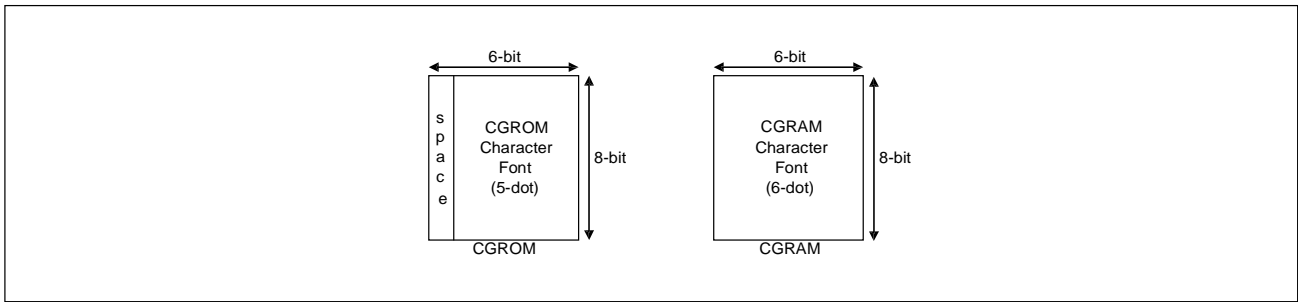 6-bit
space
CGROM
Character
Font
(5-dot)
8-bit
CGROM
6-bit
CGRAM
Character
Font
(6-dot)
8-bit
CGRAM